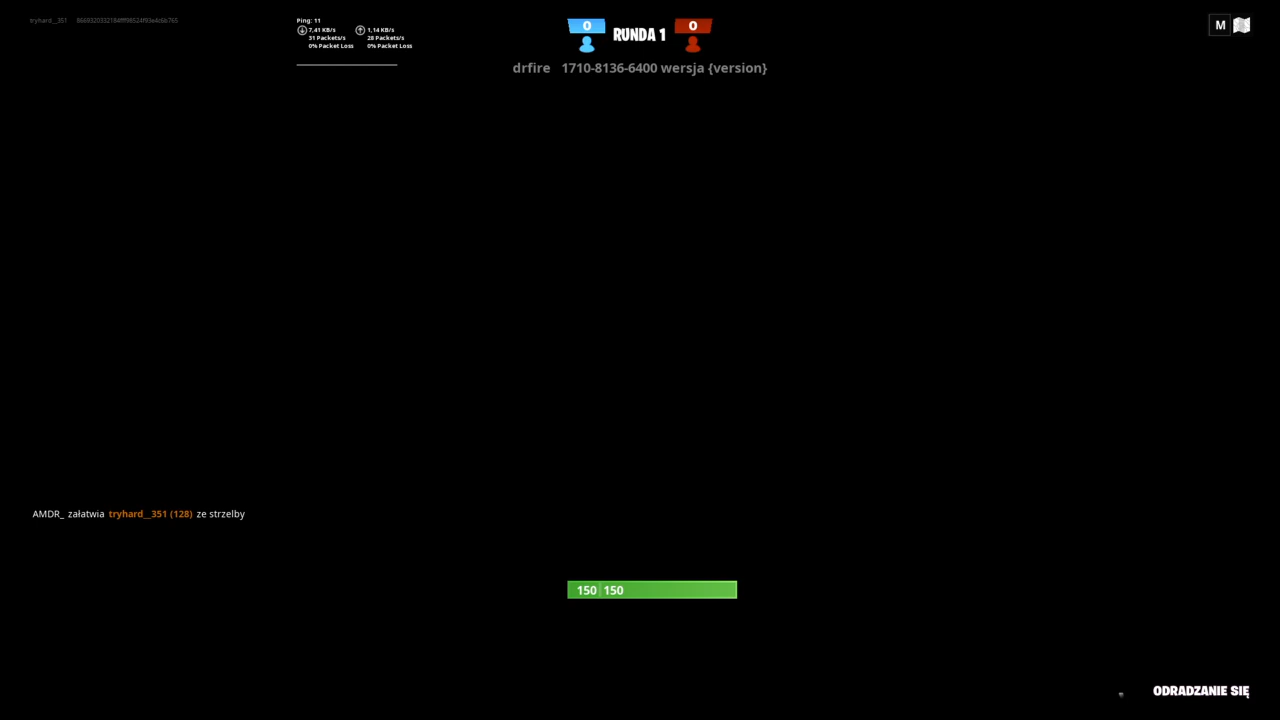 tryhard__351
Ping: 11
7,41 KB/s 1,14 KB/s
31 Packets/s 28 Packets/s
0% Packet Loss 0% Packet Loss
0 RUNDA 1 0
M
drfire 1710-8136-6400 wersja {version}
AMDR_ załatwia tryhard__351 (128) ze strzelby
150 150
ODRADZANIE SIĘ